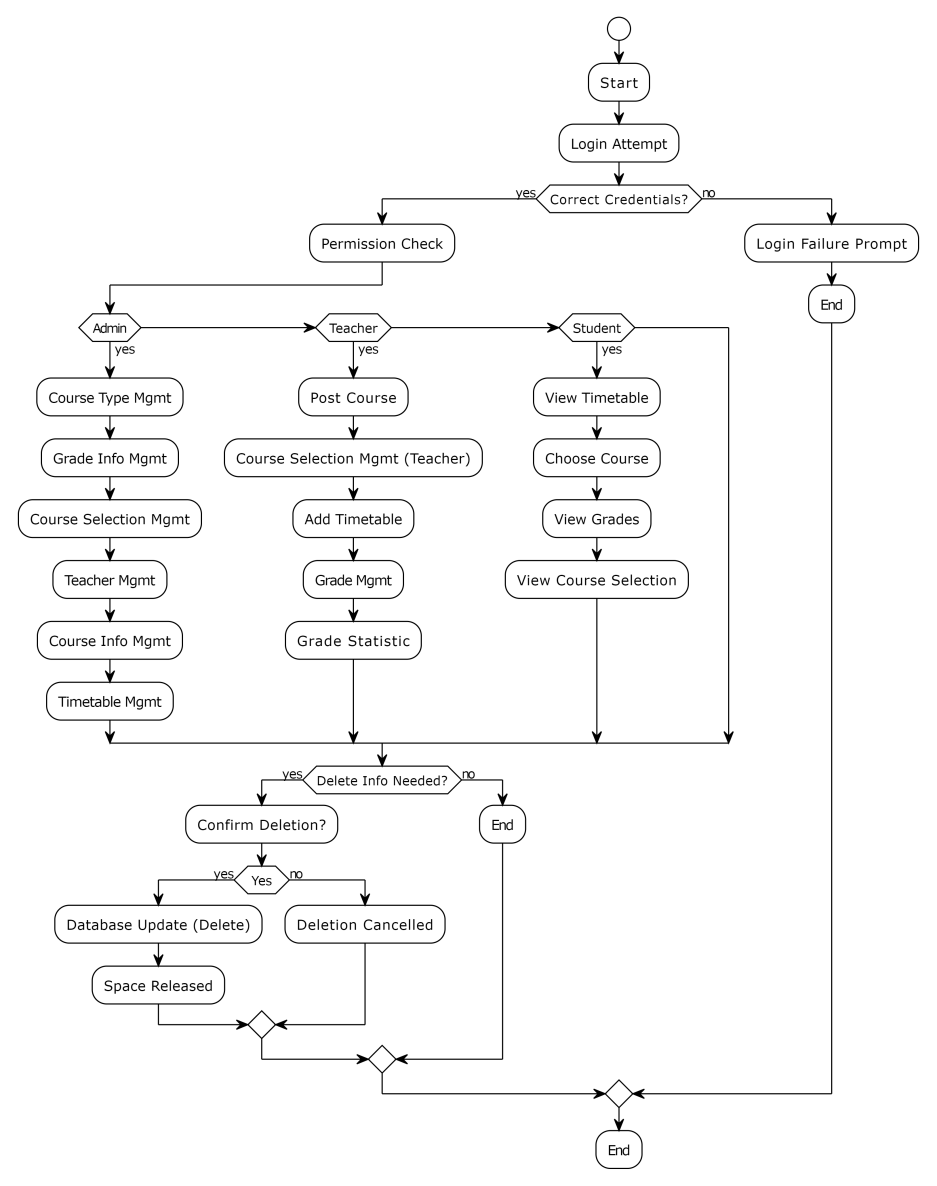 Start
Login Attempt
yes
Correct Credentials?
no
Permission Check
Login Failure Prompt
End
Admin
Teacher
Student
yes
yes
yes
Course Type Mgmt
Post Course
View Timetable
Grade Info Mgmt
Course Selection Mgmt (Teacher)
Choose Course
Course Selection Mgmt
Add Timetable
View Grades
Teacher Mgmt
Grade Mgmt
View Course Selection
Course Info Mgmt
Grade Statistic
Timetable Mgmt
yes
Delete Info Needed?
no
Confirm Deletion?
End
yes
Yes
no
Database Update (Delete)
Deletion Cancelled
Space Released
End